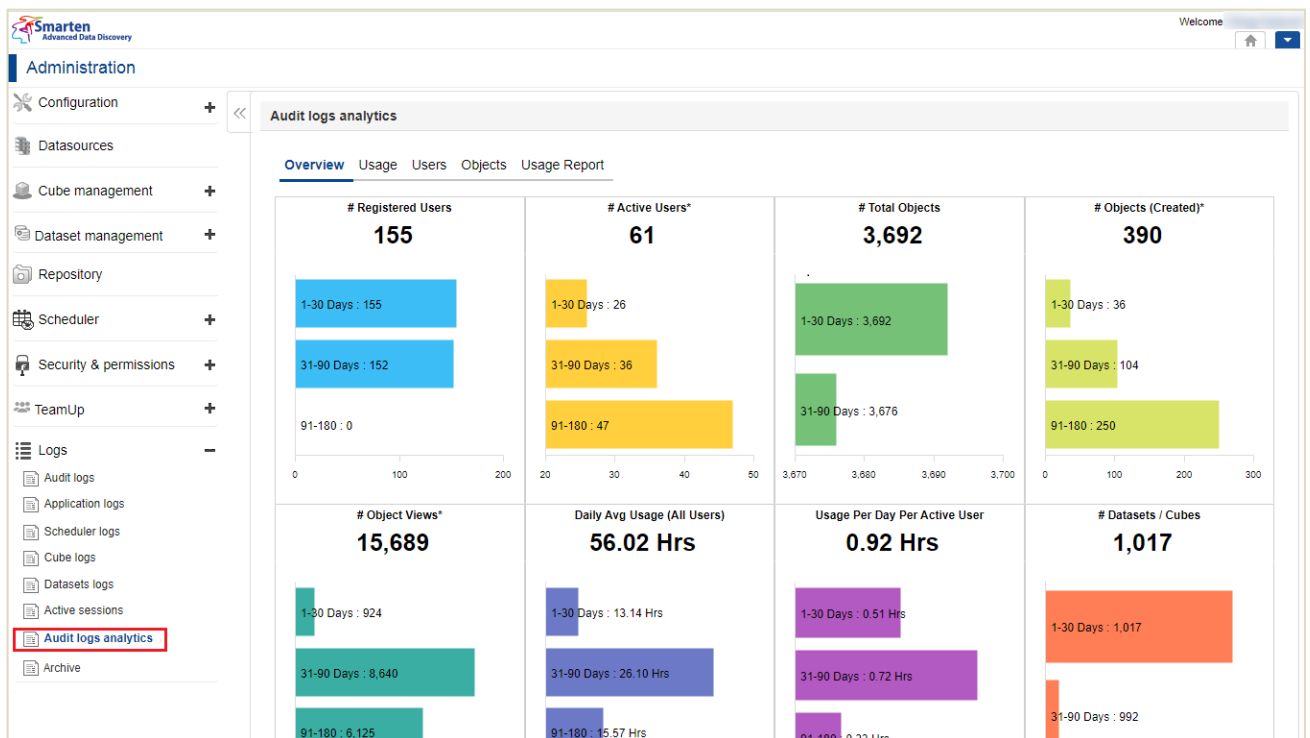 Smarten
Advanced Data Discovery
Welcome
Administration
Configuration
Datasources
Cube management
Dataset management
Repository
Scheduler
Security & permissions
TeamUp
Logs
Audit logs
Application logs
Scheduler logs
Cube logs
Datasets logs
Active sessions
Audit logs analytics
Archive
Audit logs analytics
Overview Usage Users Objects Usage Report
# Registered Users
155
1-30 Days : 155
31-90 Days : 152
91-180 : 0
0 100 200
# Active Users*
61
1-30 Days : 26
31-90 Days : 36
91-180 : 47
20 30 40 50
# Total Objects
3,692
1-30 Days : 3,692
31-90 Days : 3,676
3,670 3,680 3,690 3,700
# Objects (Created)*
390
1-30 Days : 36
31-90 Days : 104
91-180 : 250
0 100 200 300
# Object Views*
15,689
1-30 Days : 924
31-90 Days : 8,640
91-180 : 6,125
Daily Avg Usage (All Users)
56.02 Hrs
1-30 Days : 13.14 Hrs
31-90 Days : 26.10 Hrs
91-180 : 15.57 Hrs
Usage Per Day Per Active User
0.92 Hrs
1-30 Days : 0.51 Hrs
31-90 Days : 0.72 Hrs
# Datasets / Cubes
1,017
1-30 Days : 1,017
31-90 Days : 992